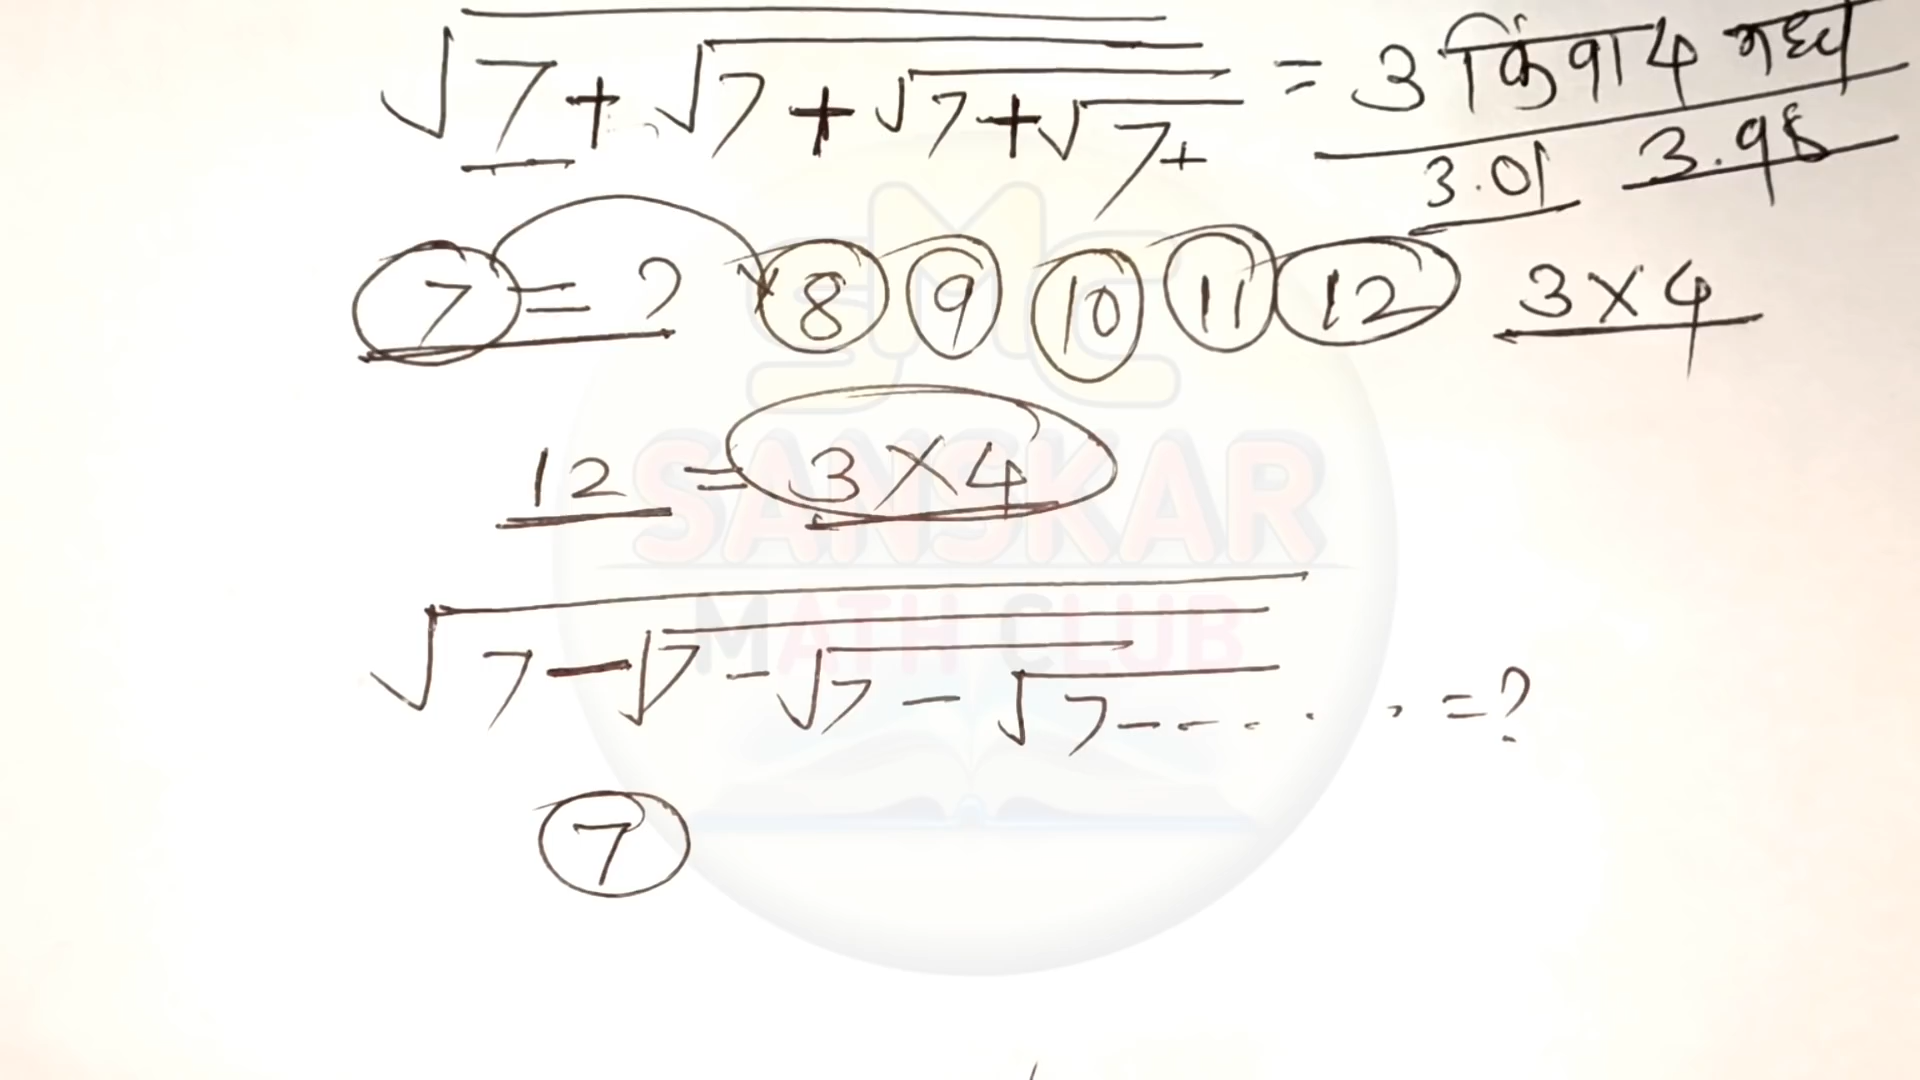 √7 + √7 + √7 + √7 + = 3 किंवा 4 मध्ये
3.01 3.98
7 = ? 8 9 10 11 12 3 × 4
12 = 3 × 4
√7 - √7 - √7 - √7 - - - . . . = ?
7
SMC
SANSKAR
MATH CLUB